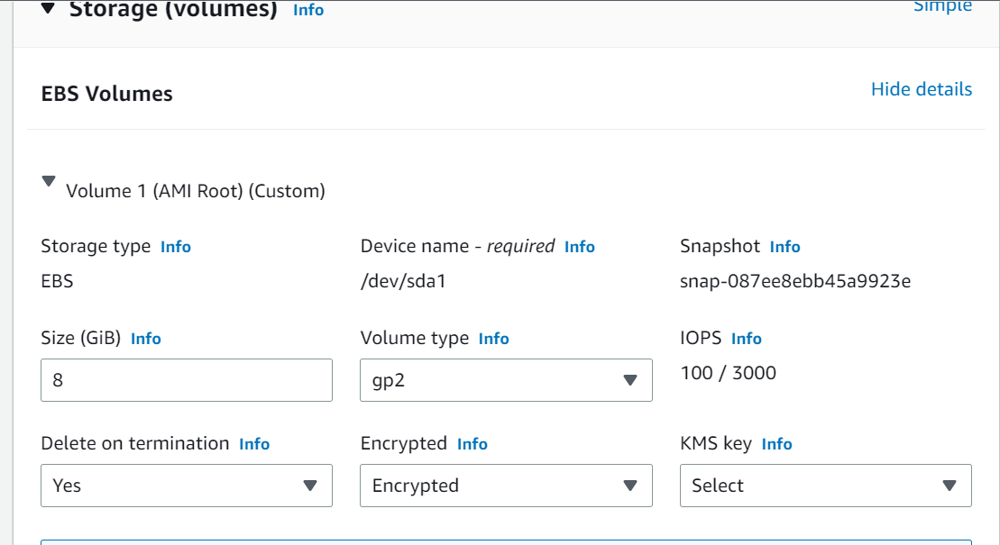 Storage (volumes) Info Simple
EBS Volumes Hide details
Volume 1 (AMI Root) (Custom)
Storage type Info Device name - required Info Snapshot Info
EBS /dev/sda1 snap-087ee8ebb45a9923e
Size (GiB) Info Volume type Info IOPS Info
8 gp2 100 / 3000
Delete on termination Info Encrypted Info KMS key Info
Yes Encrypted Select